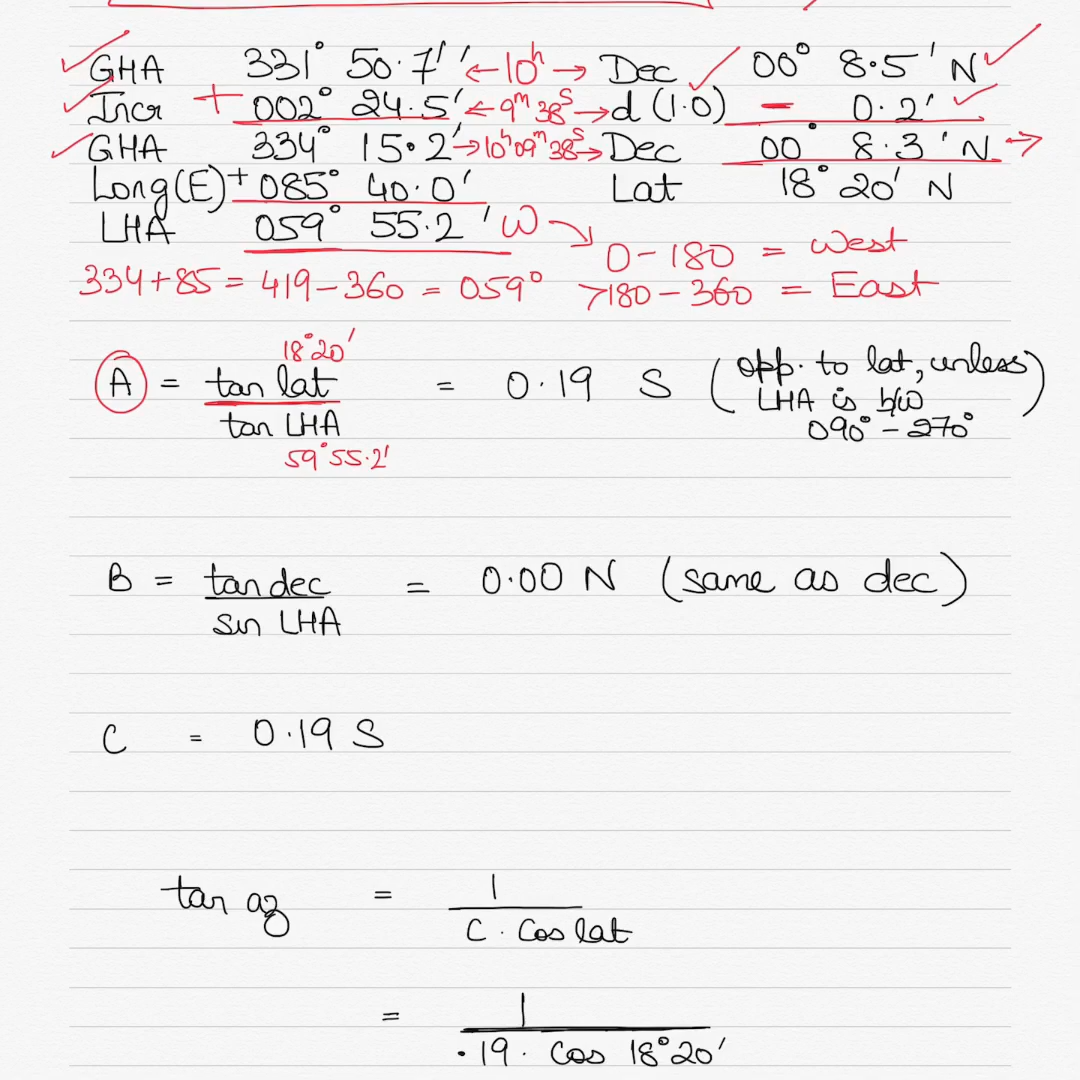 GHA 331° 50.7' ←10h→ Dec 00° 8.5' N
Incr + 002° 24.5' ←9m 38s→ d (1.0) - 0.2'
GHA 334° 15.2' →10h09m38s→ Dec 00° 8.3' N →
Long(E) + 085° 40.0' Lat 18° 20' N
LHA 059° 55.2' W → 0-180 = West
334+85 = 419-360 = 059° >180-360 = East
18°20'
A = tan lat / tan LHA = 0.19 S (opp. to lat, unless
LHA is b/w
090° - 270°)
59°55.2'
B = tan dec / sin LHA = 0.00 N (same as dec)
C = 0.19 S
tan az = 1 / C . Cos lat
= 1 / .19 . Cos 18°20'